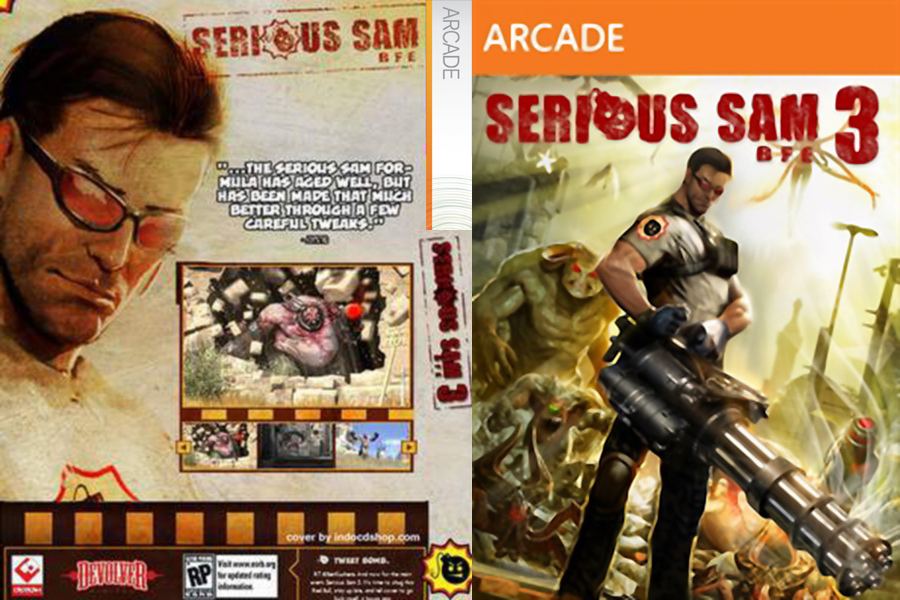 SERIOUS SAM
BFE
"...THE SERIOUS SAM FOR-
MULA HAS AGED WELL, BUT
HAS BEEN MADE THAT MUCH
BETTER THROUGH A FEW
CAREFUL TWEAKS."
cover by indocdshop.com
DEVOLVER
RP
Visit www.esrb.org
for updated rating
information.
TWEET BOMB.
ARCADE
SERIOUS SAM 3
ARCADE
SERIOUS SAM 3
BFE